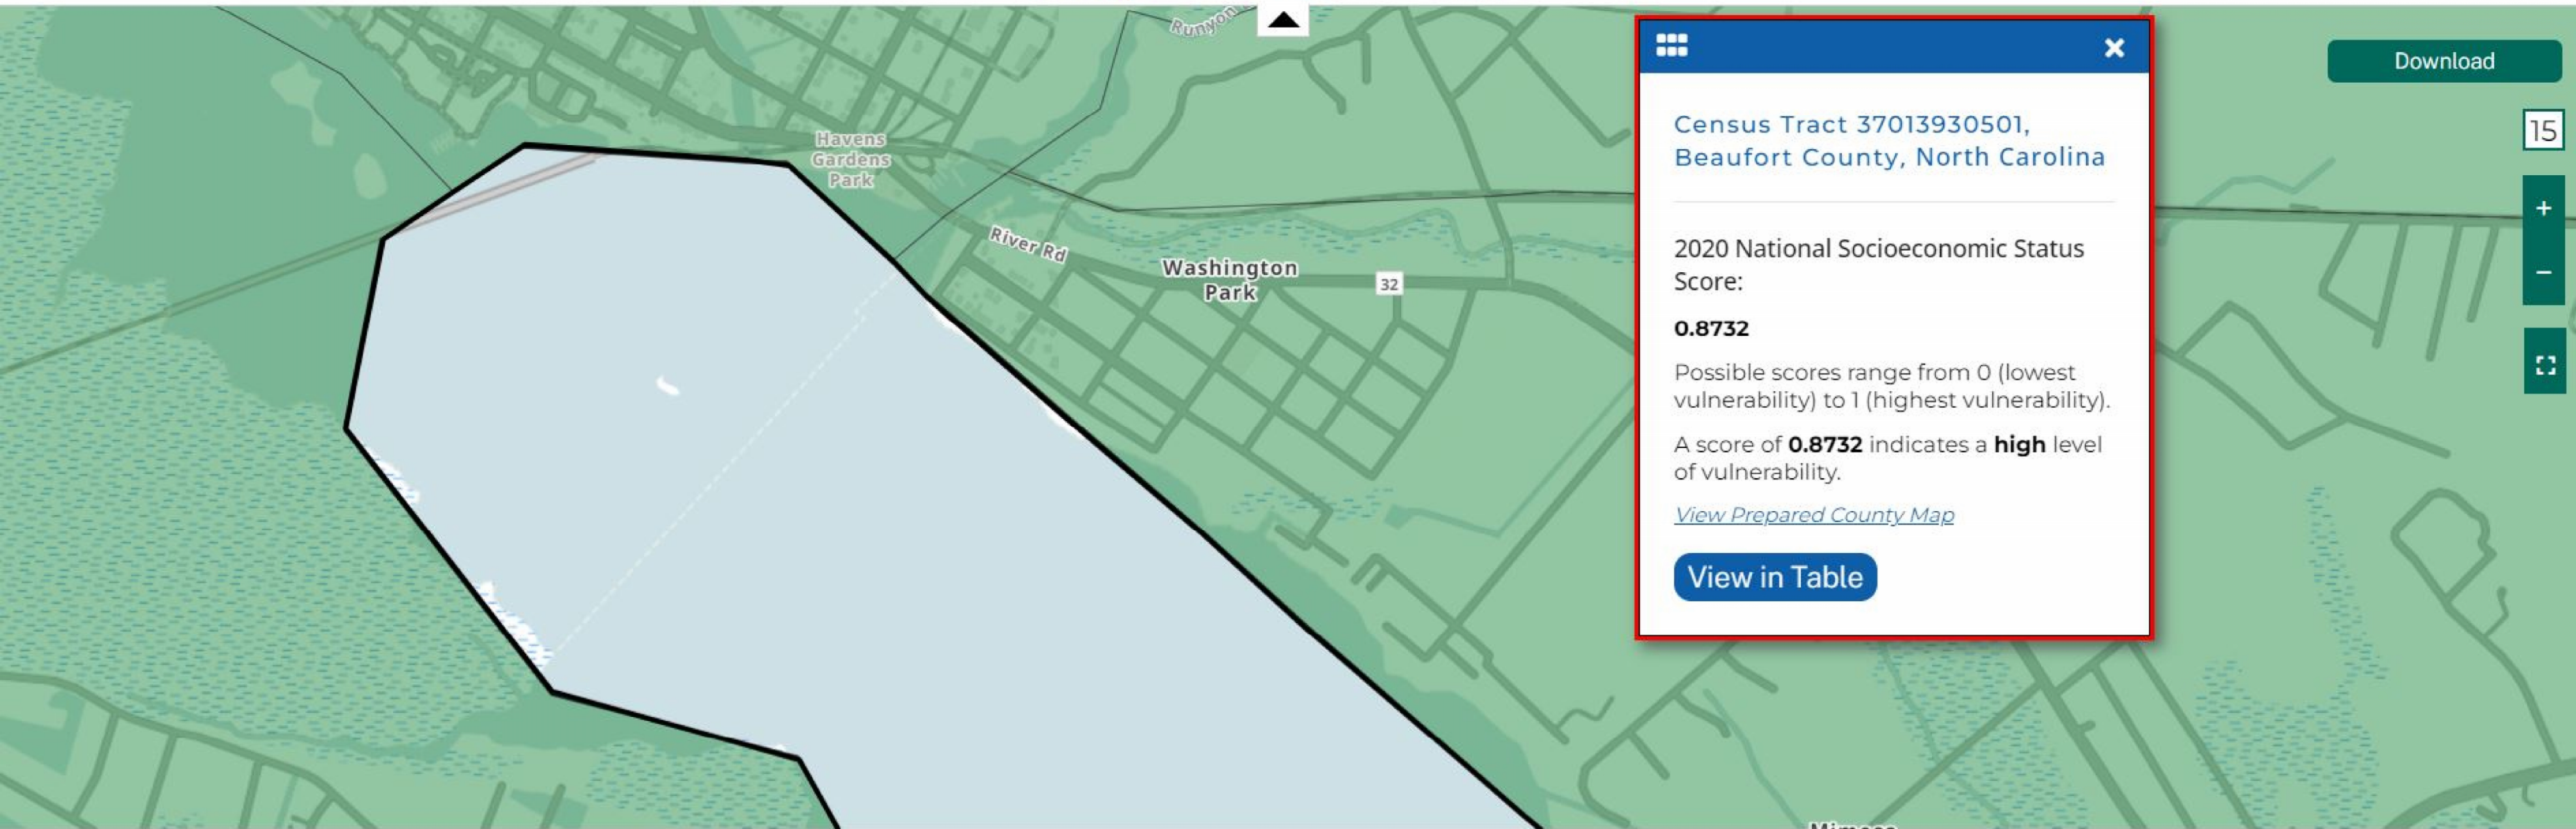 Runyon
Download
15
+
−
Havens
Gardens
Park
River Rd
Washington
Park
32
Census Tract 37013930501,
Beaufort County, North Carolina
2020 National Socioeconomic Status
Score:
0.8732
Possible scores range from 0 (lowest
vulnerability) to 1 (highest vulnerability).
A score of 0.8732 indicates a high level
of vulnerability.
View Prepared County Map
View in Table